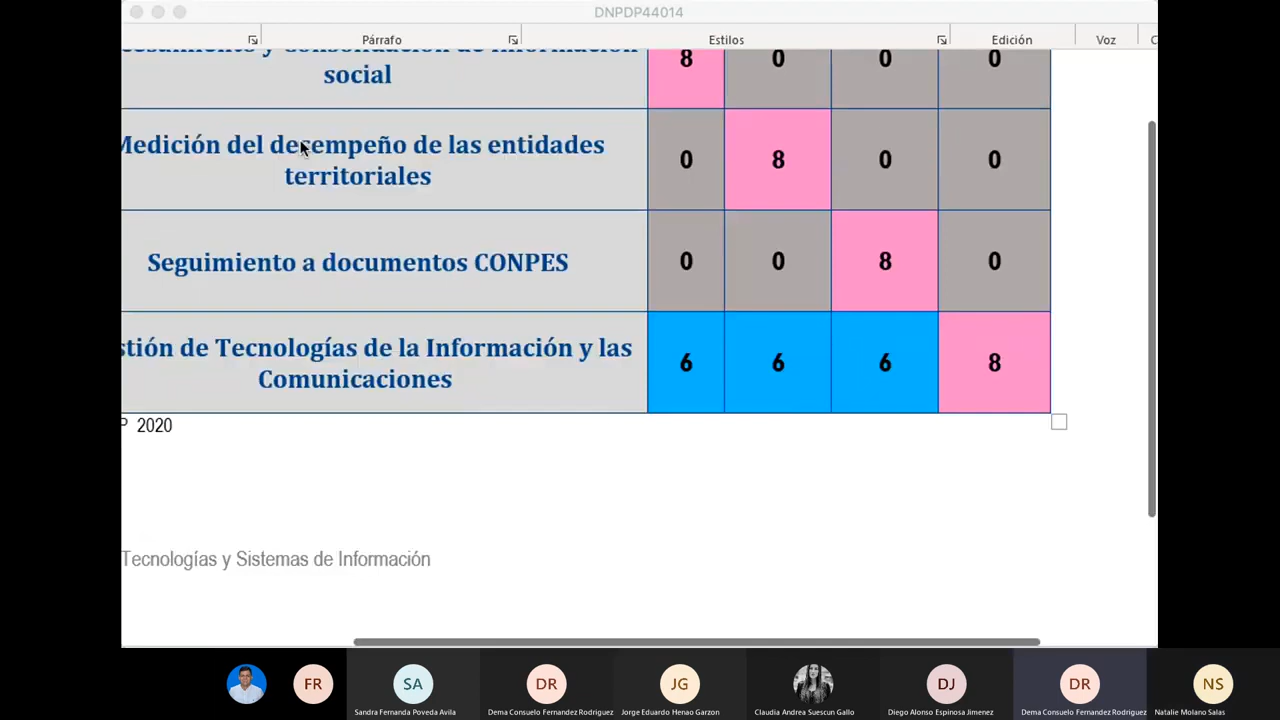 DNPDP44014
Párrafo Estilos Edición Voz
social 8 0 0 0
Medición del desempeño de las entidades
territoriales 0 8 0 0
Seguimiento a documentos CONPES 0 0 8 0
stión de Tecnologías de la Información y las
Comunicaciones 6 6 6 8
2020
Tecnologías y Sistemas de Información
FR SA DR JG DJ DR NS
Sandra Fernanda Poveda Avila Dema Consuelo Fernandez Rodriguez Jorge Eduardo Henao Garzon Claudia Andrea Suescun Gallo Diego Alonso Espinosa Jimenez Dema Consuelo Fernandez Rodriguez Natalie Molano Salas